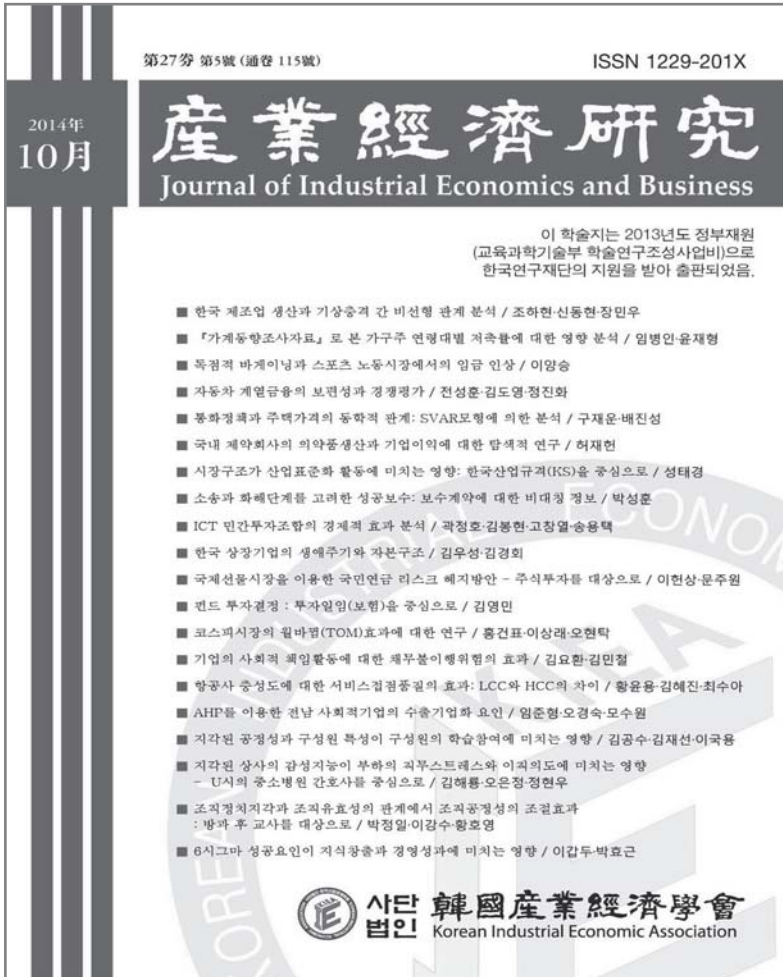 第27券 第5號 (通卷 115號)
ISSN 1229-201X
2014年
10月
産業經濟研究
Journal of Industrial Economics and Business
이 학술지는 2013년도 정부재원
(교육과학기술부 학술연구조성사업비)으로
한국연구재단의 지원을 받아 출판되었음.
■ 한국 제조업 생산과 기상충격 간 비선형 관계 분석 / 조하현·신동현·장민우
■ 『가계동향조사자료』로 본 가구주 연령대별 저축률에 대한 영향 분석 / 임병인·윤재형
■ 독점적 바게이닝과 스포츠 노동시장에서의 임금 인상 / 이양승
■ 자동차 계열금융의 보편성과 경쟁평가 / 전성훈·김도영·정진화
■ 통화정책과 주택가격의 동학적 관계: SVAR모형에 의한 분석 / 구재운·배진성
■ 국내 제약회사의 의약품생산과 기업이익에 대한 탐색적 연구 / 허재헌
■ 시장구조가 산업표준화 활동에 미치는 영향: 한국산업규격(KS)을 중심으로 / 성태경
■ 소송과 화해단계를 고려한 성공보수: 보수계약에 대한 비대칭 정보 / 박성훈
■ ICT 민간투자조합의 경제적 효과 분석 / 곽정호·김봉현·고창열·송용택
■ 한국 상장기업의 생애주기와 자본구조 / 김우성·김경회
■ 국제선물시장을 이용한 국민연금 리스크 헤지방안 - 주식투자를 대상으로 / 이헌상·문주원
■ 펀드 투자결정 : 투자일임(보험)을 중심으로 / 김영민
■ 코스피시장의 월바뀜(TOM)효과에 대한 연구 / 홍건표·이상래·오현탁
■ 기업의 사회적 책임활동에 대한 채무불이행위험의 효과 / 김요환·김민철
■ 항공사 충성도에 대한 서비스접점품질의 효과: LCC와 HCC의 차이 / 황윤용·김혜진·최수아
■ AHP를 이용한 전남 사회적기업의 수출기업화 요인 / 임준형·오경숙·모수원
■ 지각된 공정성과 구성원 특성이 구성원의 학습참여에 미치는 영향 / 김공수·김재선·이국용
■ 지각된 상사의 감성지능이 부하의 직무스트레스와 이직의도에 미치는 영향
- U시의 중소병원 간호사를 중심으로 / 김해룡·오은정·정현우
■ 조직정치지각과 조직유효성의 관계에서 조직공정성의 조절효과
: 방과 후 교사를 대상으로 / 박정일·이강수·황호영
■ 6시그마 성공요인이 지식창출과 경영성과에 미치는 영향 / 이갑두·박효근
KOREAN INDUSTRIAL ECONOM
KIEA
사단
법인
韓國産業經濟學會
Korean Industrial Economic Association